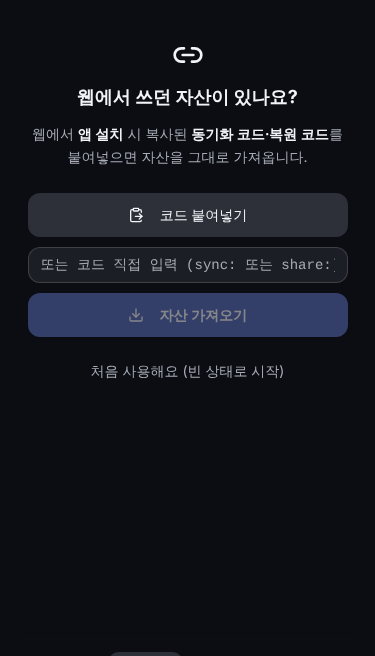 웹에서 쓰던 자산이 있나요?
웹에서 앱 설치 시 복사된 동기화 코드·복원 코드를
붙여넣으면 자산을 그대로 가져옵니다.
코드 붙여넣기
또는 코드 직접 입력 (sync: 또는 share:
자산 가져오기
처음 사용해요 (빈 상태로 시작)